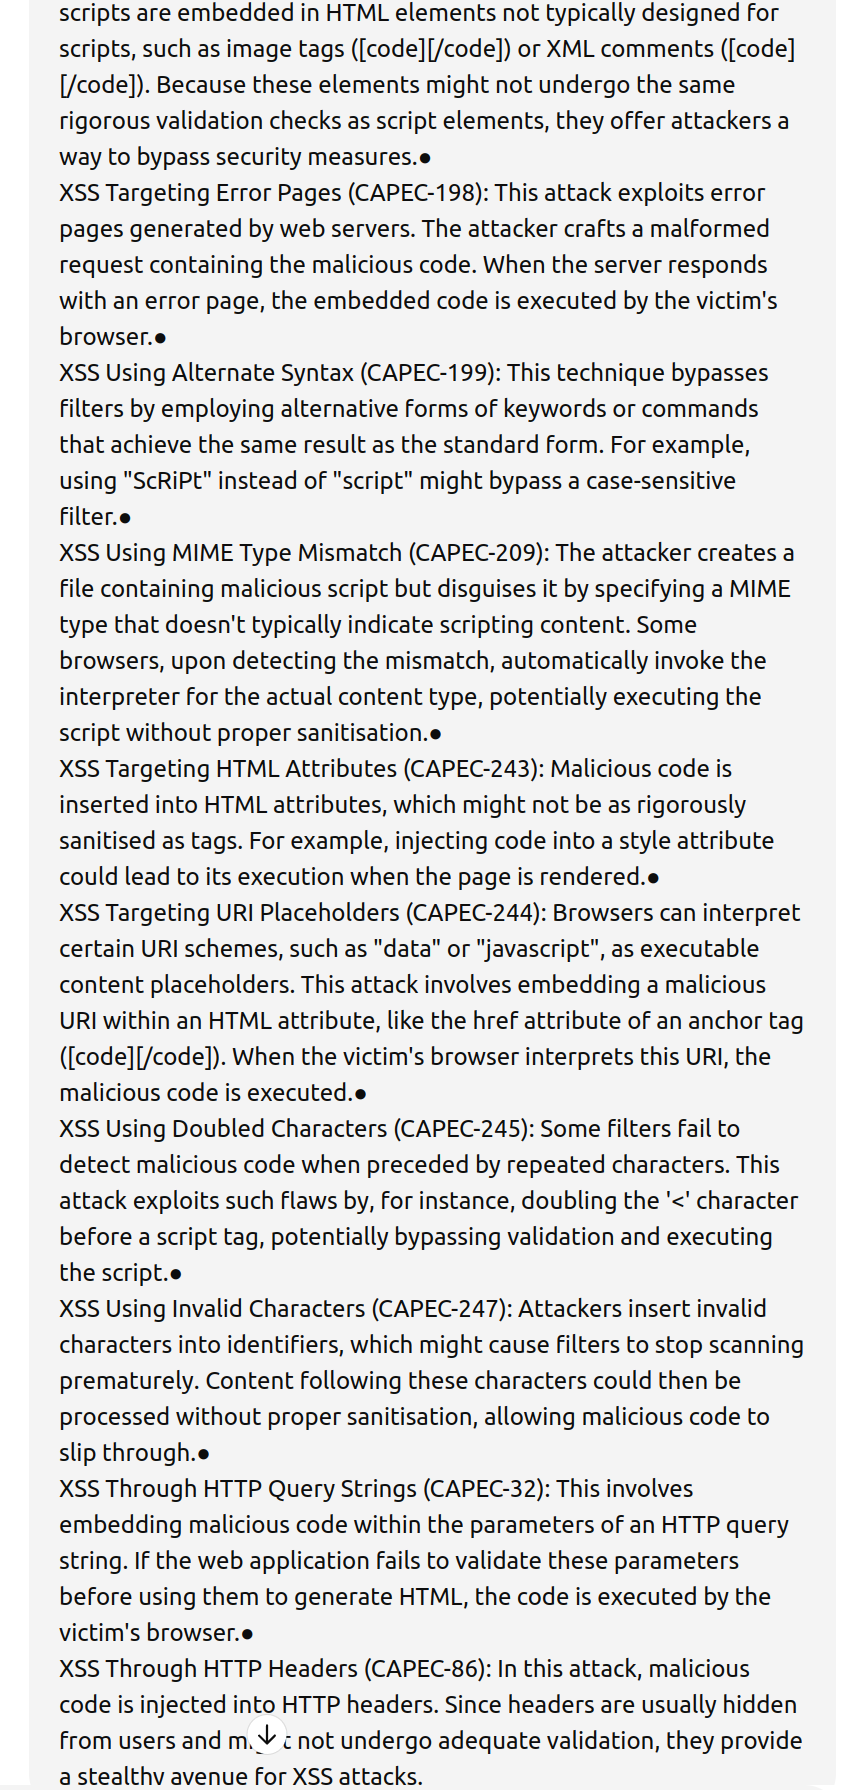 scripts are embedded in HTML elements not typically designed for
scripts, such as image tags ([code][/code]) or XML comments ([code]
[/code]). Because these elements might not undergo the same
rigorous validation checks as script elements, they offer attackers a
way to bypass security measures.●
XSS Targeting Error Pages (CAPEC-198): This attack exploits error
pages generated by web servers. The attacker crafts a malformed
request containing the malicious code. When the server responds
with an error page, the embedded code is executed by the victim's
browser.●
XSS Using Alternate Syntax (CAPEC-199): This technique bypasses
filters by employing alternative forms of keywords or commands
that achieve the same result as the standard form. For example,
using "ScRiPt" instead of "script" might bypass a case-sensitive
filter.●
XSS Using MIME Type Mismatch (CAPEC-209): The attacker creates a
file containing malicious script but disguises it by specifying a MIME
type that doesn't typically indicate scripting content. Some
browsers, upon detecting the mismatch, automatically invoke the
interpreter for the actual content type, potentially executing the
script without proper sanitisation.●
XSS Targeting HTML Attributes (CAPEC-243): Malicious code is
inserted into HTML attributes, which might not be as rigorously
sanitised as tags. For example, injecting code into a style attribute
could lead to its execution when the page is rendered.●
XSS Targeting URI Placeholders (CAPEC-244): Browsers can interpret
certain URI schemes, such as "data" or "javascript", as executable
content placeholders. This attack involves embedding a malicious
URI within an HTML attribute, like the href attribute of an anchor tag
([code][/code]). When the victim's browser interprets this URI, the
malicious code is executed.●
XSS Using Doubled Characters (CAPEC-245): Some filters fail to
detect malicious code when preceded by repeated characters. This
attack exploits such flaws by, for instance, doubling the '<' character
before a script tag, potentially bypassing validation and executing
the script.●
XSS Using Invalid Characters (CAPEC-247): Attackers insert invalid
characters into identifiers, which might cause filters to stop scanning
prematurely. Content following these characters could then be
processed without proper sanitisation, allowing malicious code to
slip through.●
XSS Through HTTP Query Strings (CAPEC-32): This involves
embedding malicious code within the parameters of an HTTP query
string. If the web application fails to validate these parameters
before using them to generate HTML, the code is executed by the
victim's browser.●
XSS Through HTTP Headers (CAPEC-86): In this attack, malicious
code is injected into HTTP headers. Since headers are usually hidden
from users and not undergo adequate validation, they provide
a stealthy avenue for XSS attacks.